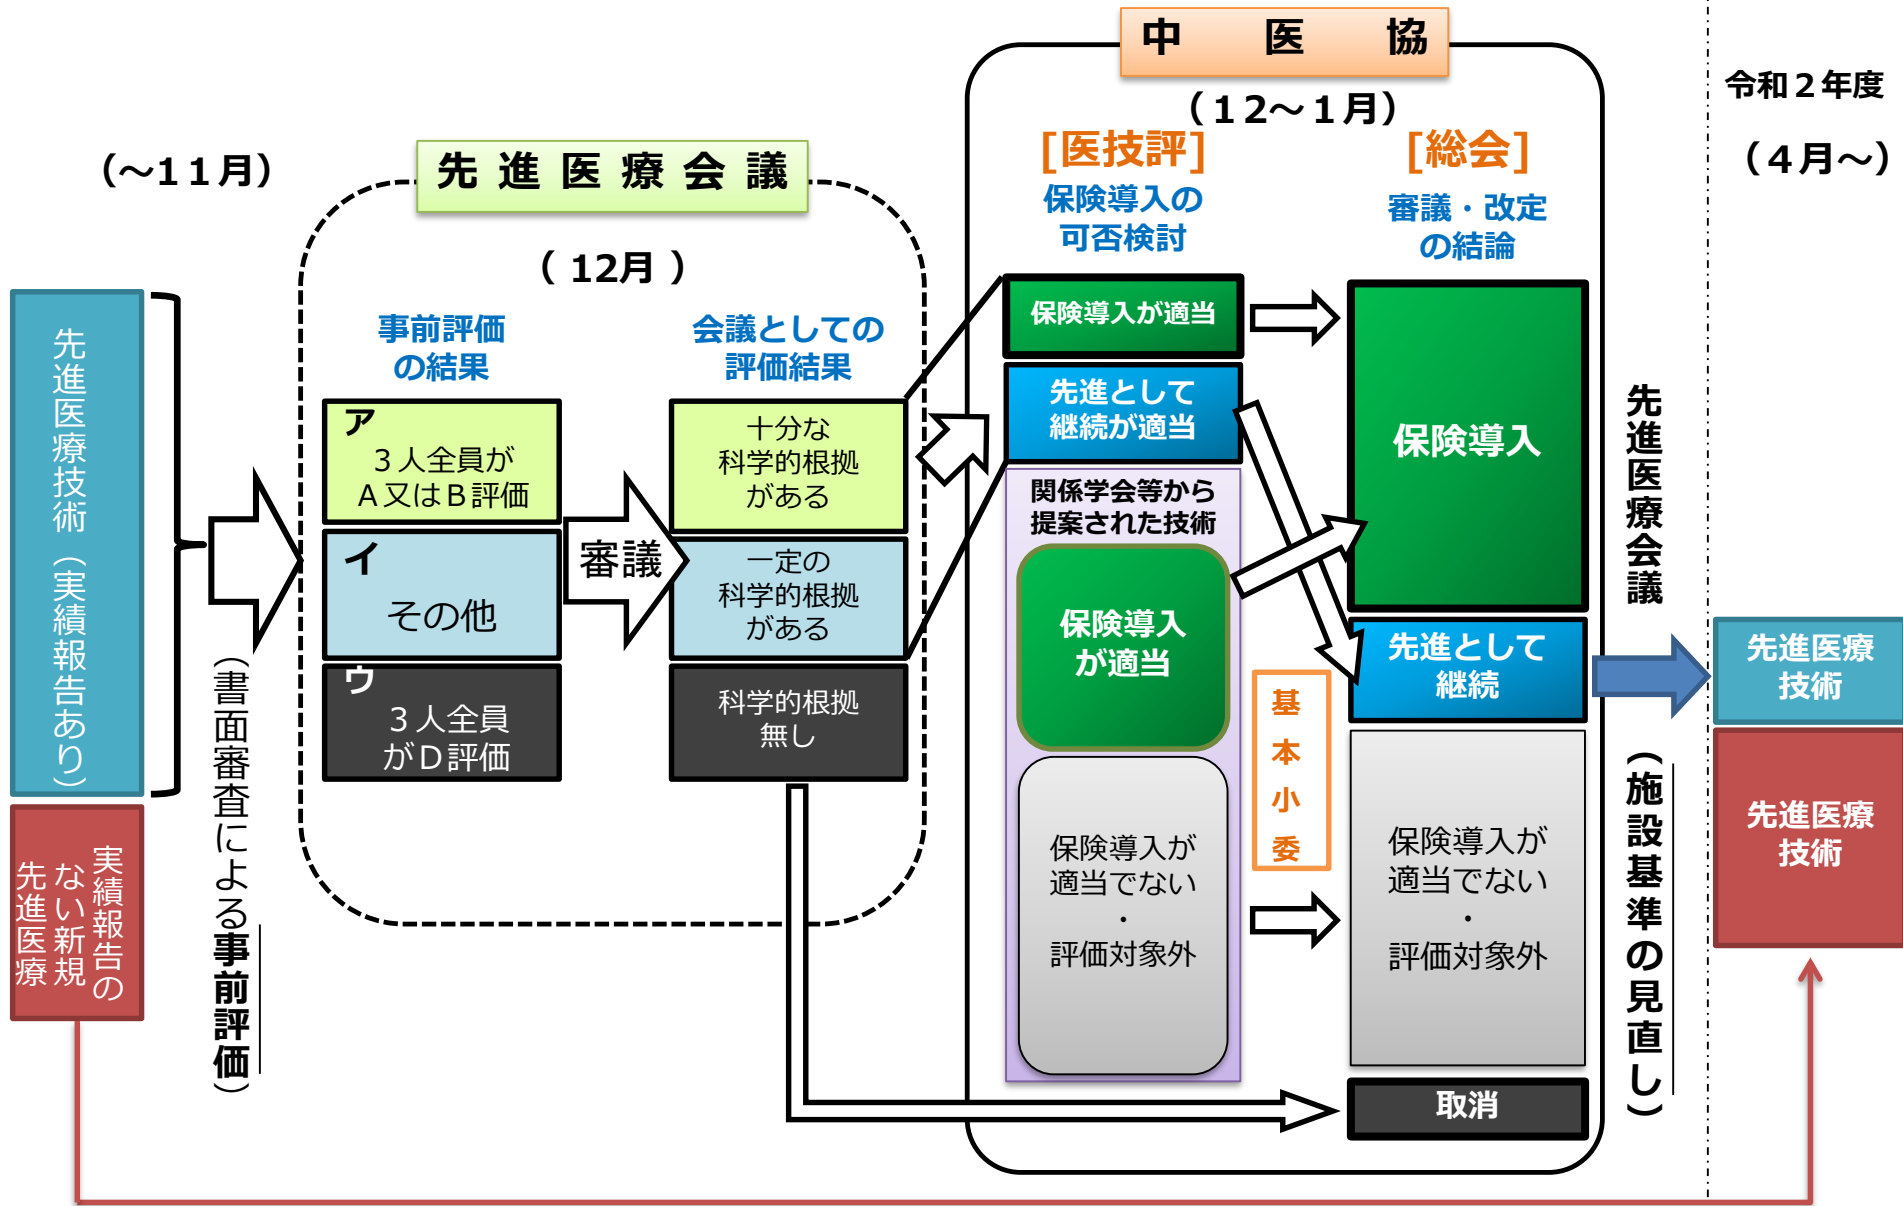 中医協
(12～1月)
令和２年度
(４月～)
(～11月)
先進医療会議
(12月)
[医技評]
保険導入の
可否検討
[総会]
審議・改定
の結論
事前評価
の結果
会議としての
評価結果
先進医療技術(実績報告あり)
実績報告の
ない新規
先進医療
(書面審査による事前評価)
ア
３人全員が
Ａ又はＢ評価
イ
その他
ウ
３人全員
がＤ評価
審議
十分な
科学的根拠
がある
一定の
科学的根拠
がある
科学的根拠
無し
保険導入が適当
先進として
継続が適当
関係学会等から
提案された技術
保険導入
が適当
保険導入が
適当でない
・
評価対象外
基本小委
保険導入
先進として
継続
保険導入が
適当でない
・
評価対象外
取消
先進医療会議
(施設基準の見直し)
先進医療
技術
先進医療
技術